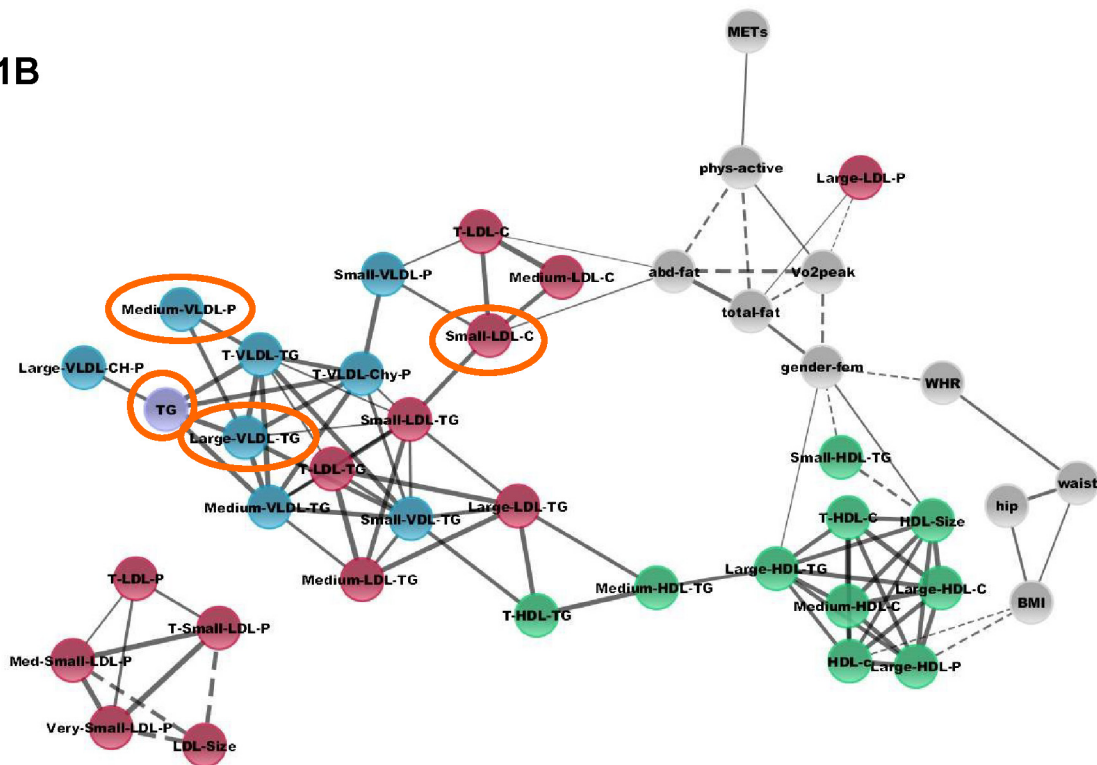 METs
1B
phys-active
Large-LDL-P
T-LDL-C
Small-VLDL-P
Medium-LDL-C
abd-fat
Vo2peak
Medium-VLDL-P
total-fat
Small-LDL-C
T-VLDL-TG
Large-VLDL-CH-P
T-VLDL-Chy-P
gender-fem
WHR
TG
Small-LDL-TG
Large-VLDL-TG
Small-HDL-TG
T-LDL-TG
waist
Medium-VLDL-TG
Large-LDL-TG
hip
Small-VDL-TG
T-HDL-C
HDL-Size
Large-HDL-TG
Medium-LDL-TG
T-LDL-P
Medium-HDL-TG
Large-HDL-C
BMI
Medium-HDL-C
T-HDL-TG
T-Small-LDL-P
Med-Small-LDL-P
HDL-c
Large-HDL-P
Very-Small-LDL-P
LDL-Size